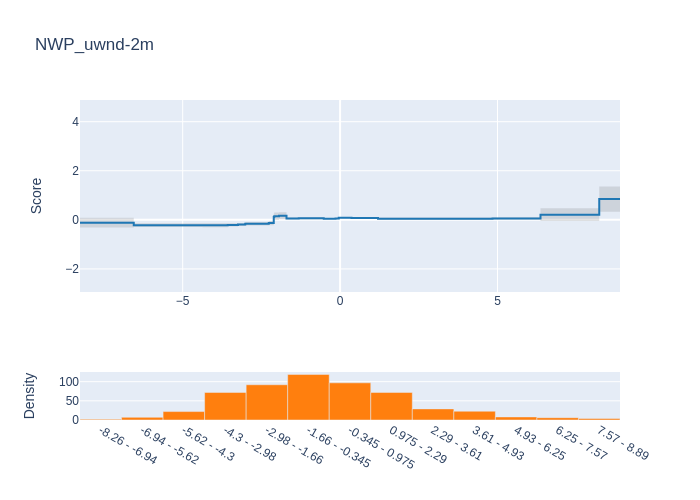 NWP_uwnd-2m
Score
4
2
0
−2
−5
0
5
Density
100
50
0
-8.26 - -6.94
-6.94 - -5.62
-5.62 - -4.3
-4.3 - -2.98
-2.98 - -1.66
-1.66 - -0.345
-0.345 - 0.975
0.975 - 2.29
2.29 - 3.61
3.61 - 4.93
4.93 - 6.25
6.25 - 7.57
7.57 - 8.89